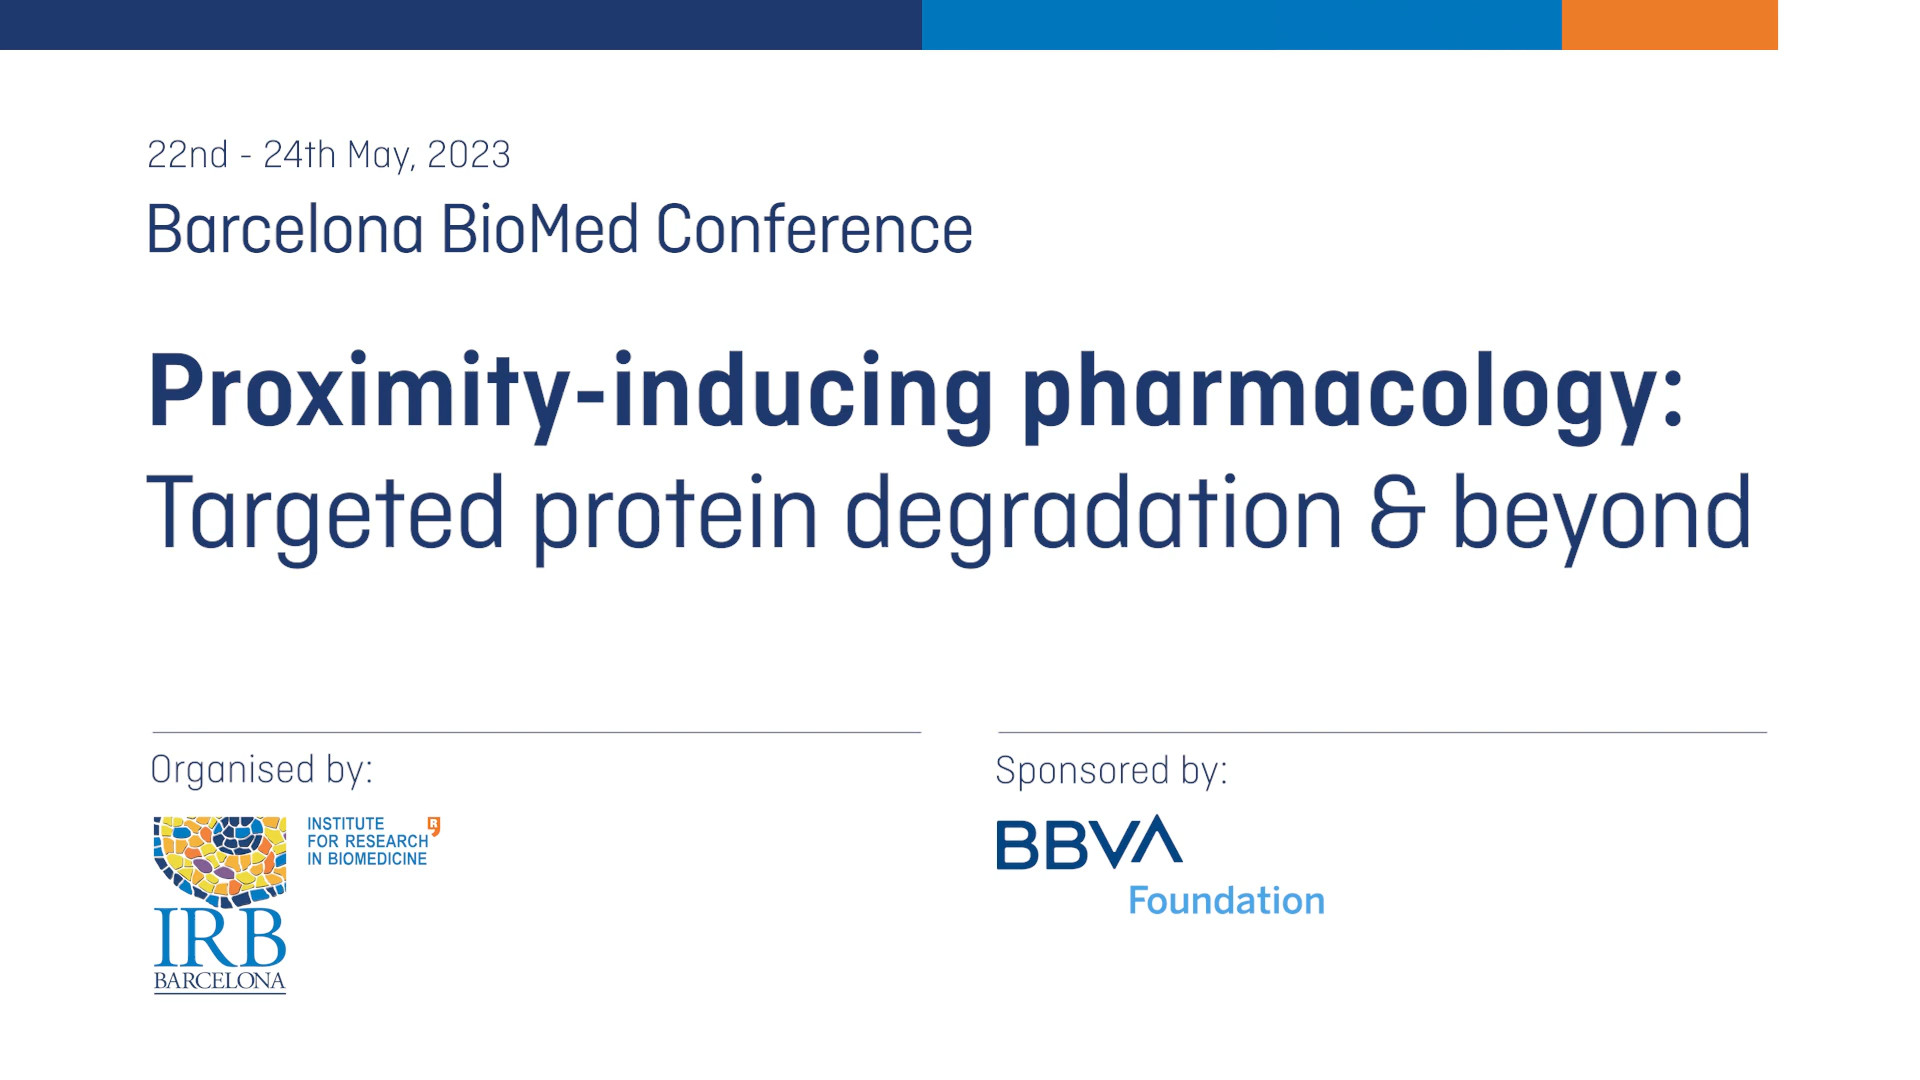 22nd - 24th May, 2023
Barcelona BioMed Conference
Proximity-inducing pharmacology:
Targeted protein degradation & beyond
Organised by:
INSTITUTE
FOR RESEARCH
IN BIOMEDICINE
R
IRB
BARCELONA
Sponsored by:
BBVA
Foundation